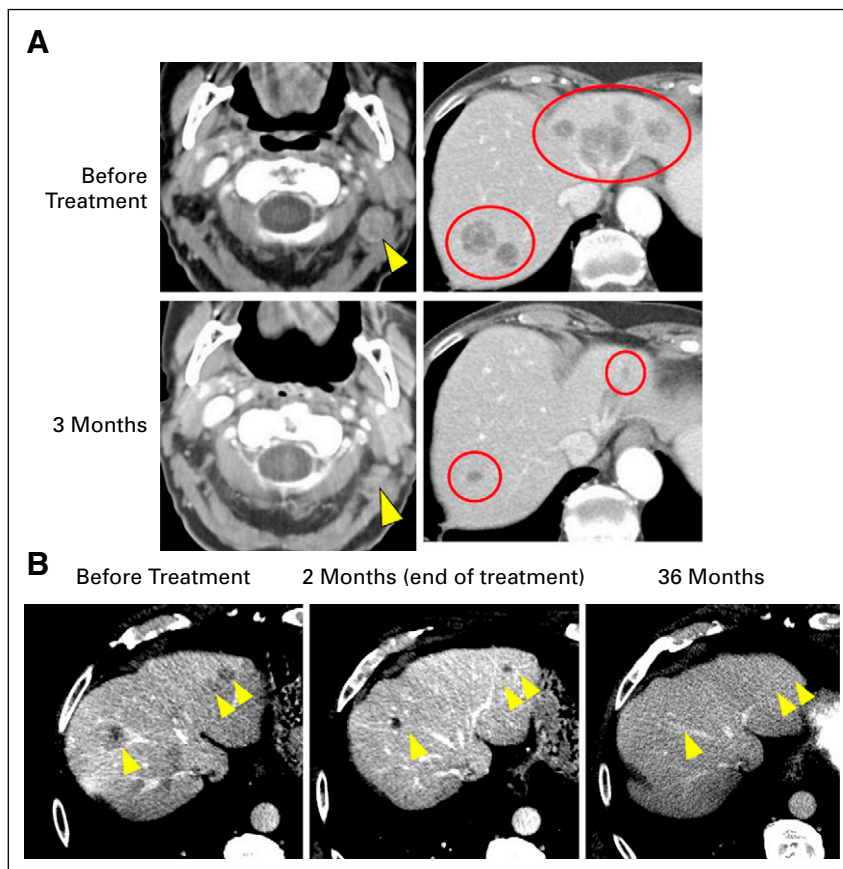 A
Before
Treatment
3 Months
B
Before Treatment
2 Months (end of treatment)
36 Months